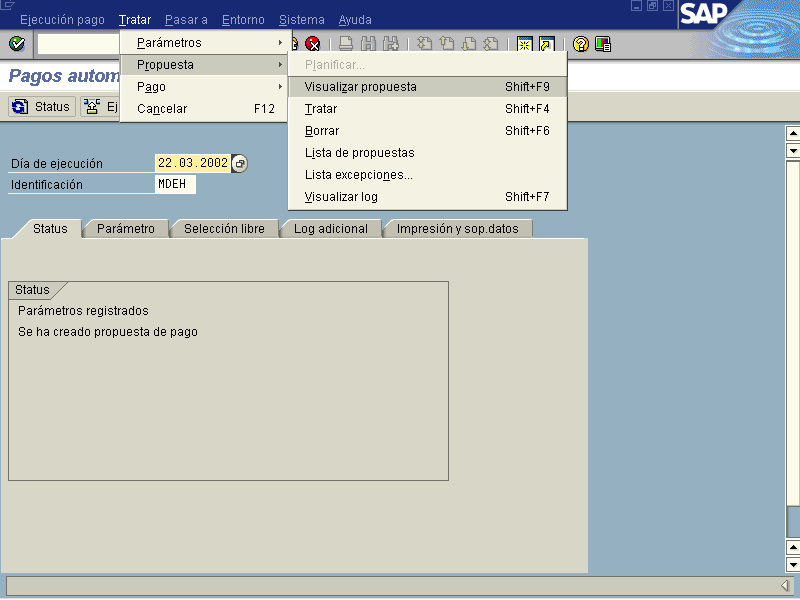 Ejecución pago Tratar Pasar a Entorno Sistema Ayuda
SAP
Parámetros
Propuesta
Pago
Cancelar F12
Planificar...
Visualizar propuesta Shift+F9
Tratar Shift+F4
Borrar Shift+F6
Lista de propuestas
Lista excepciones...
Visualizar log Shift+F7
Pagos autom
Status Ej
Día de ejecución 22.03.2002
Identificación MDEH
Status Parámetro Selección libre Log adicional Impresión y sop.datos
Status
Parámetros registrados
Se ha creado propuesta de pago